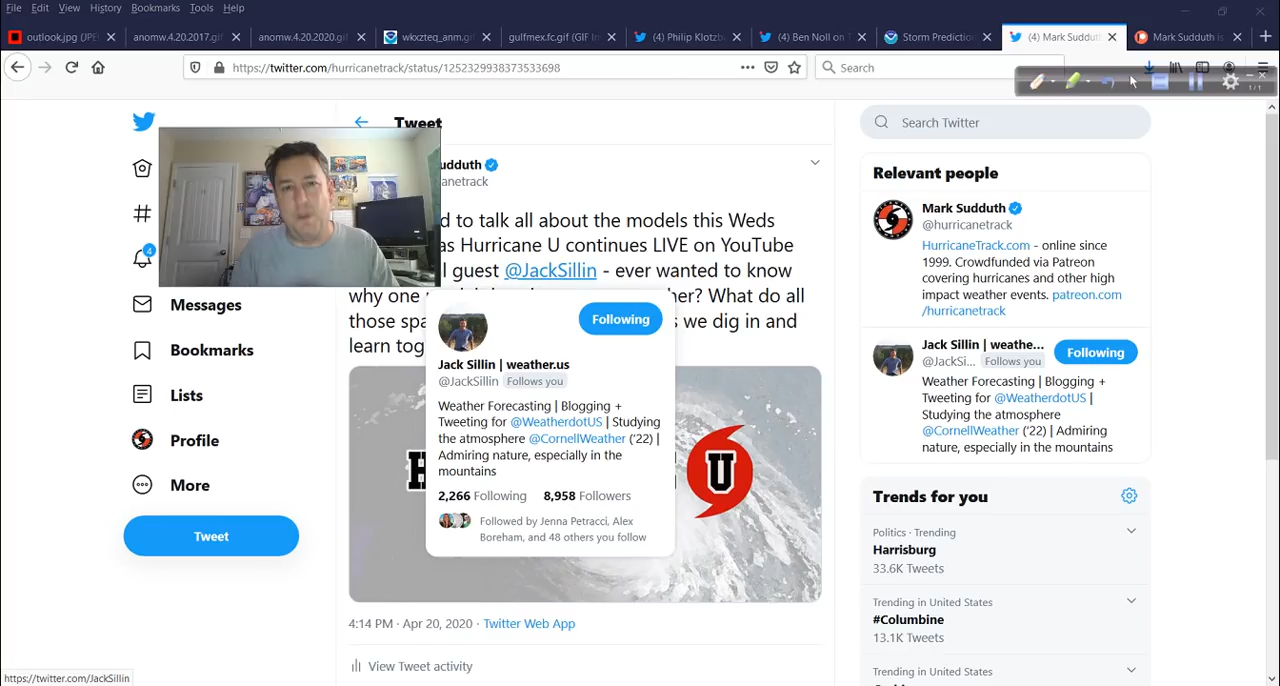 File Edit View History Bookmarks Tools Help
outlook.jpg (JPE
anomw.4.20.2017.gif
anomw.4.20.2020.gif
wkxzteq_anm.gif
gulfmex.fc.gif (GIF Im
(4) Philip Klotzb
(4) Ben Noll on T
Storm Predictio
(4) Mark Sudduth
Mark Sudduth is
https://twitter.com/hurricanetrack/status/1252329938373533698
Search
1/1
Tweet
Search Twitter
udduth
anetrack
d to talk all about the models this Weds
as Hurricane U continues LIVE on YouTube
l guest @JackSillin - ever wanted to know
why one her? What do all
those spa s we dig in and
learn tog
Following
Jack Sillin | weather.us
@JackSillin Follows you
Weather Forecasting | Blogging +
Tweeting for @WeatherdotUS | Studying
the atmosphere @CornellWeather ('22) |
Admiring nature, especially in the
mountains
2,266 Following 8,958 Followers
Followed by Jenna Petracci, Alex
Boreham, and 48 others you follow
H
U
4:14 PM · Apr 20, 2020 · Twitter Web App
View Tweet activity
4
Messages
Bookmarks
Lists
Profile
More
Tweet
Relevant people
Mark Sudduth
@hurricanetrack
HurricaneTrack.com - online since
1999. Crowdfunded via Patreon
covering hurricanes and other high
impact weather events. patreon.com
/hurricanetrack
Jack Sillin | weathe...
@JackSi... Follows you
Following
Weather Forecasting | Blogging +
Tweeting for @WeatherdotUS |
Studying the atmosphere
@CornellWeather ('22) | Admiring
nature, especially in the mountains
Trends for you
Politics · Trending
Harrisburg
33.6K Tweets
Trending in United States
#Columbine
13.1K Tweets
Trending in United States
https://twitter.com/JackSillin